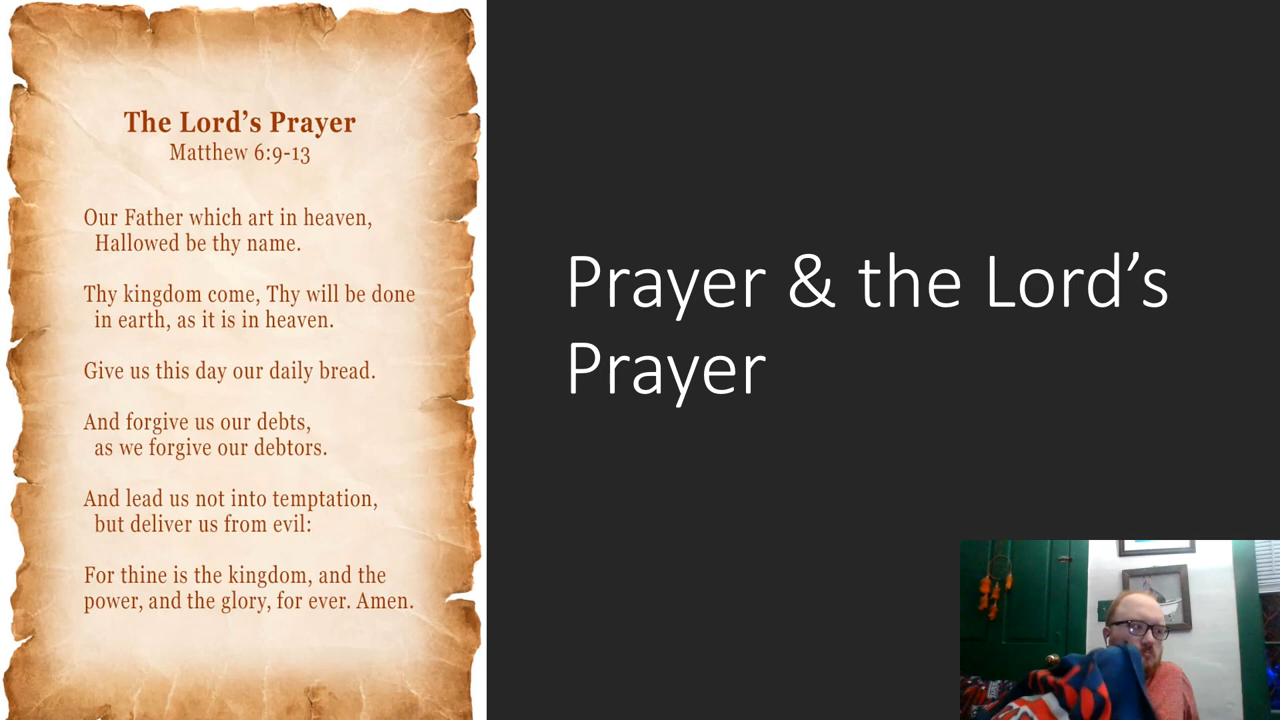 The Lord’s Prayer
Matthew 6:9-13
Our Father which art in heaven,
Hallowed be thy name.
Thy kingdom come, Thy will be done
in earth, as it is in heaven.
Give us this day our daily bread.
And forgive us our debts,
as we forgive our debtors.
And lead us not into temptation,
but deliver us from evil:
For thine is the kingdom, and the
power, and the glory, for ever. Amen.
Prayer & the Lord’s
Prayer